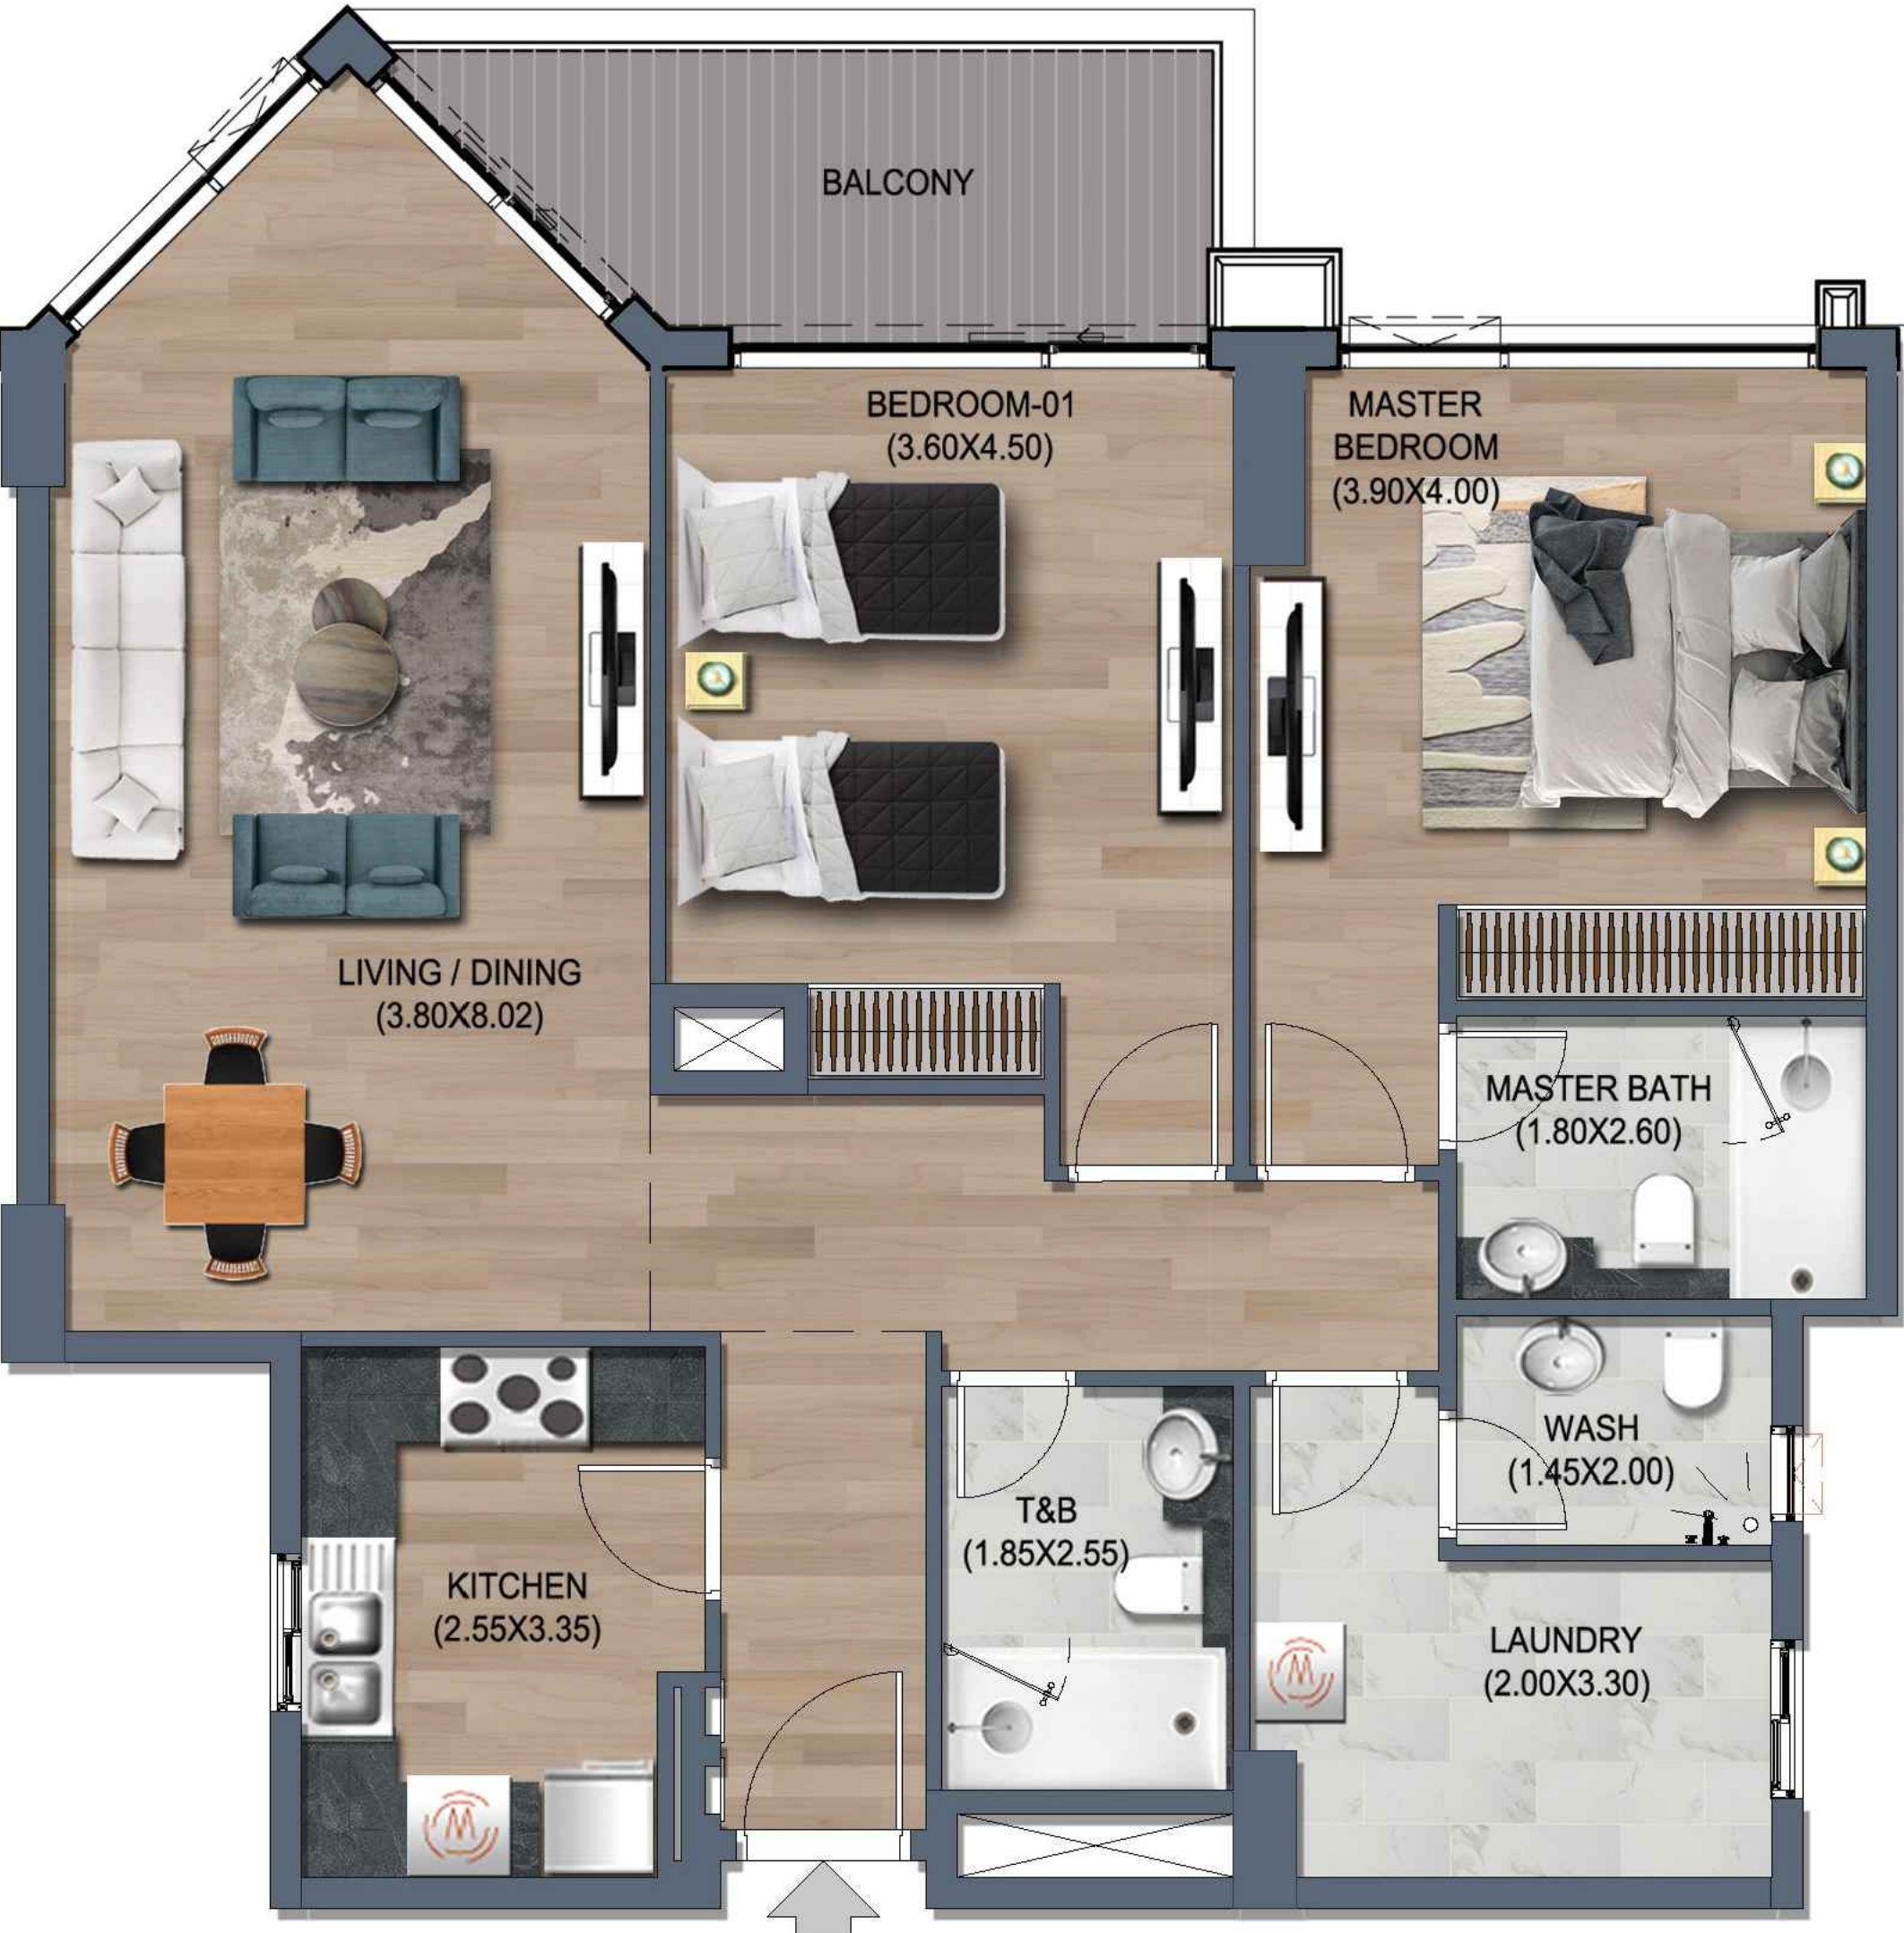 BALCONY
BEDROOM-01
(3.60X4.50)
MASTER
BEDROOM
(3.90X4.00)
LIVING / DINING
(3.80X8.02)
MASTER BATH
(1.80X2.60)
WASH
(1.45X2.00)
T&B
(1.85X2.55)
KITCHEN
(2.55X3.35)
LAUNDRY
(2.00X3.30)
M
M